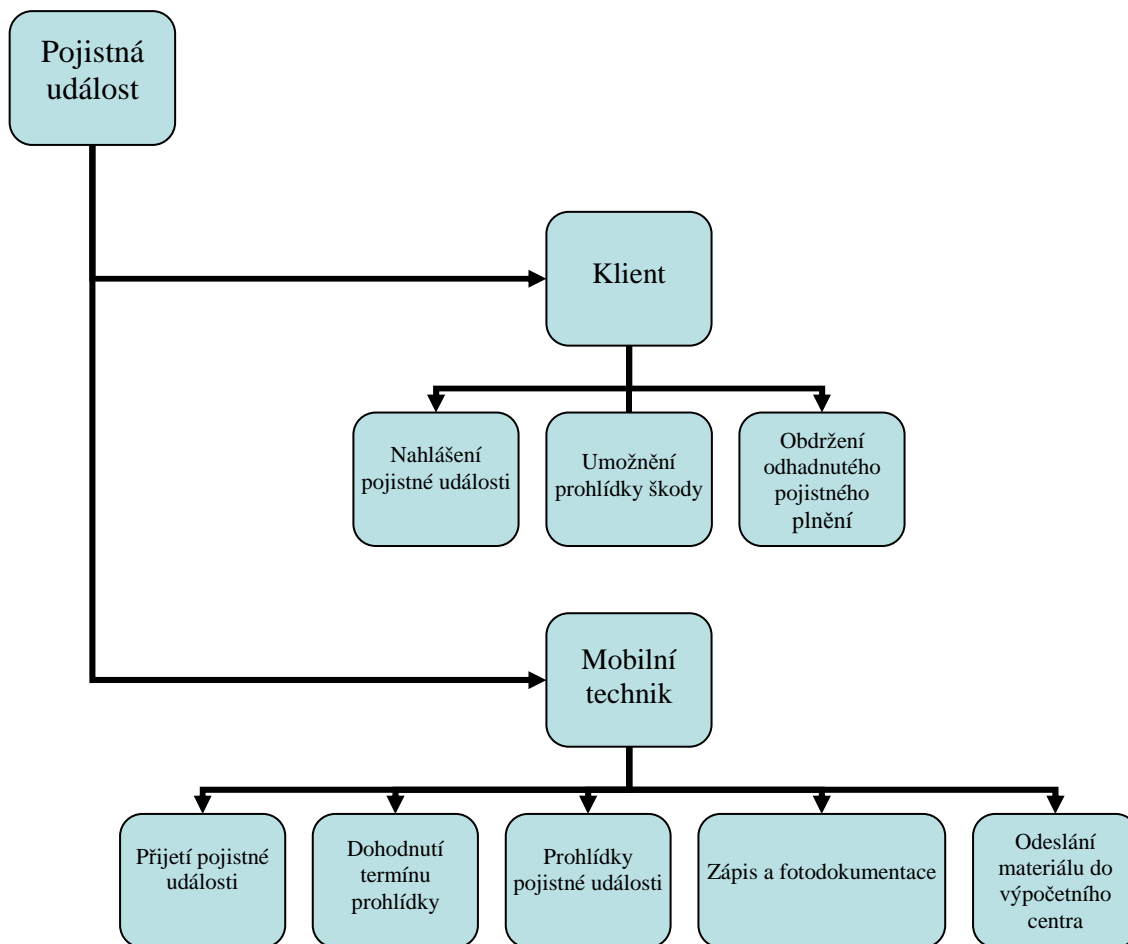 Pojistná
událost
Klient
Nahlášení
pojistné události
Umožnění
prohlídky škody
Obdržení
odhadnutého
pojistného
plnění
Mobilní
technik
Přijetí pojistné
události
Dohodnutí
termínu
prohlídky
Prohlídky
pojistné události
Zápis a fotodokumentace
Odeslání
materiálu do
výpočetního
centra